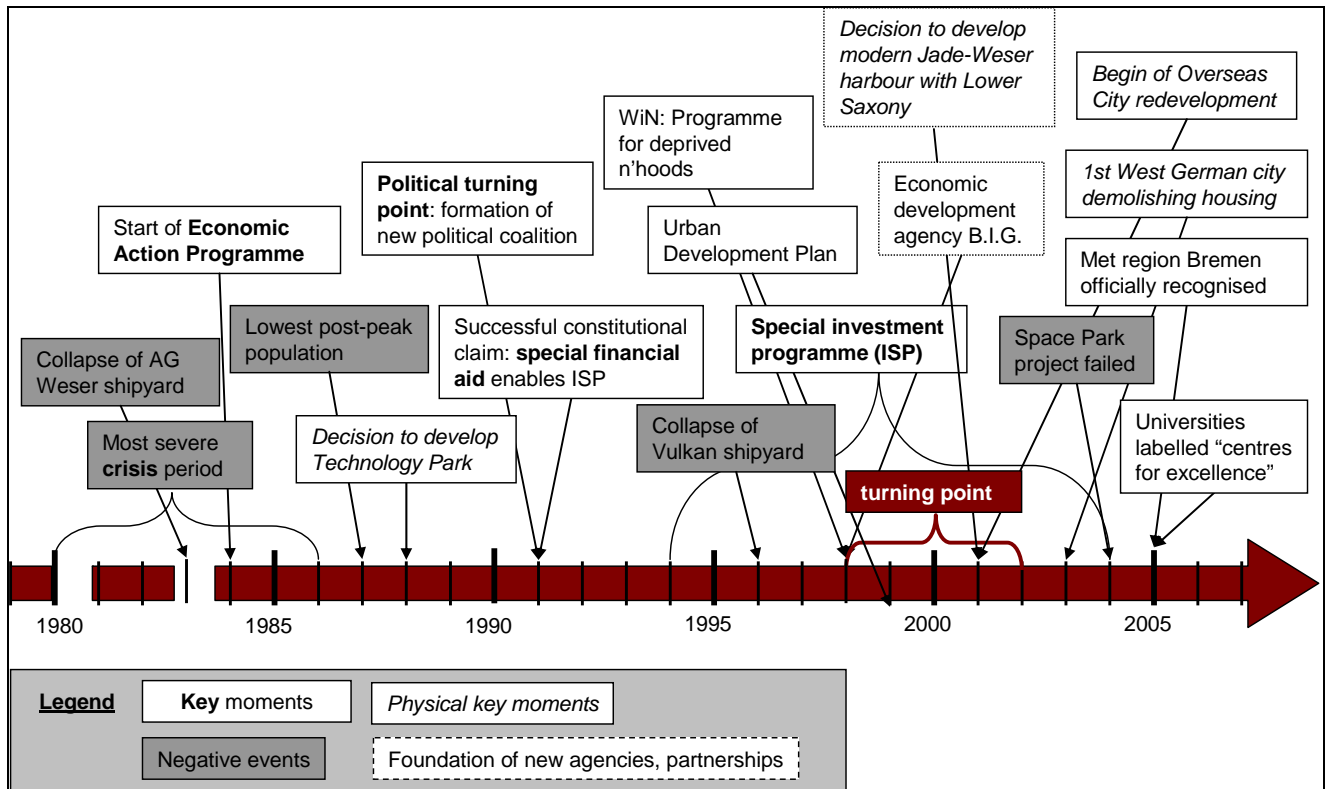 Decision to develop
modern Jade-Weser
harbour with Lower
Saxony
Begin of Overseas
City redevelopment
WiN: Programme
for deprived
n’hoods
Political turning
point: formation of
new political coalition
Economic
development
agency B.I.G.
1st West German city
demolishing housing
Start of Economic
Action Programme
Urban
Development Plan
Met region Bremen
officially recognised
Lowest post-peak
population
Successful constitutional
claim: special financial
aid enables ISP
Special investment
programme (ISP)
Space Park
project failed
Collapse of AG
Weser shipyard
Most severe
crisis period
Decision to develop
Technology Park
Collapse of
Vulkan shipyard
Universities
labelled “centres
for excellence”
turning point
1980 1985 1990 1995 2000 2005
Legend
Key moments
Physical key moments
Negative events
Foundation of new agencies, partnerships